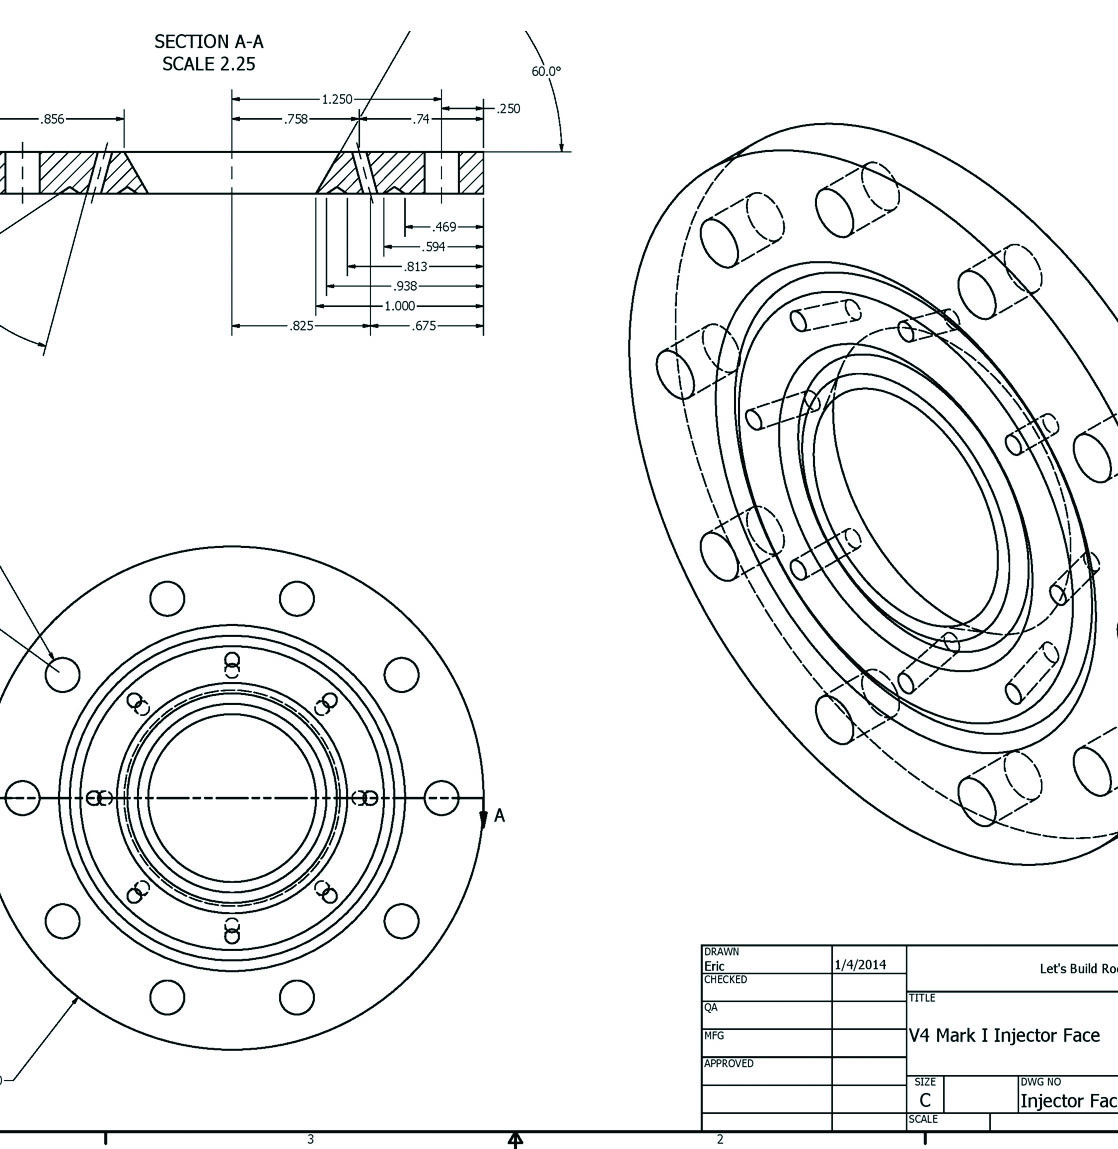 SECTION A-A
SCALE 2.25
60.0°
1.250
.250
.856
.758
.74
.469
.594
.813
.938
1.000
.825
.675
A
DRAWN
Eric
1/4/2014
CHECKED
QA
MFG
APPROVED
Let's Build Ro
TITLE
V4 Mark I Injector Face
SIZE
C
DWG NO
Injector Fac
SCALE
3
2